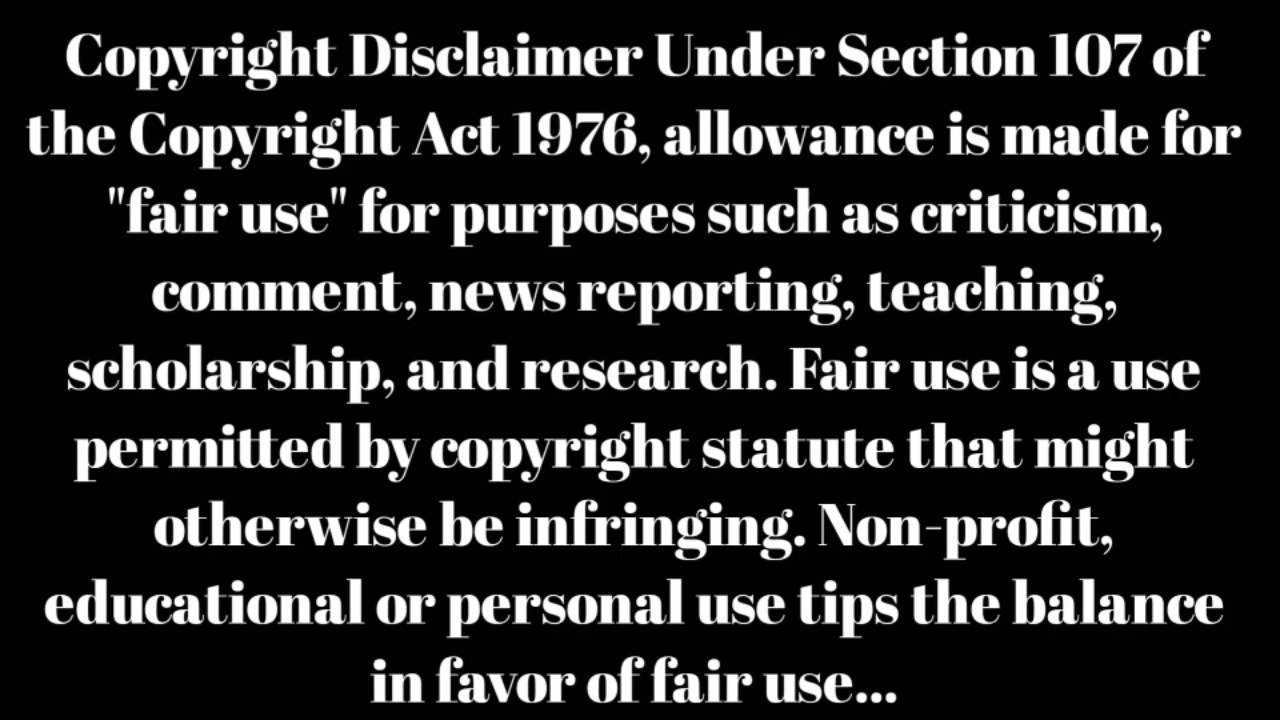 Copyright Disclaimer Under Section 107 of
the Copyright Act 1976, allowance is made for
"fair use" for purposes such as criticism,
comment, news reporting, teaching,
scholarship, and research. Fair use is a use
permitted by copyright statute that might
otherwise be infringing. Non-profit,
educational or personal use tips the balance
in favor of fair use...